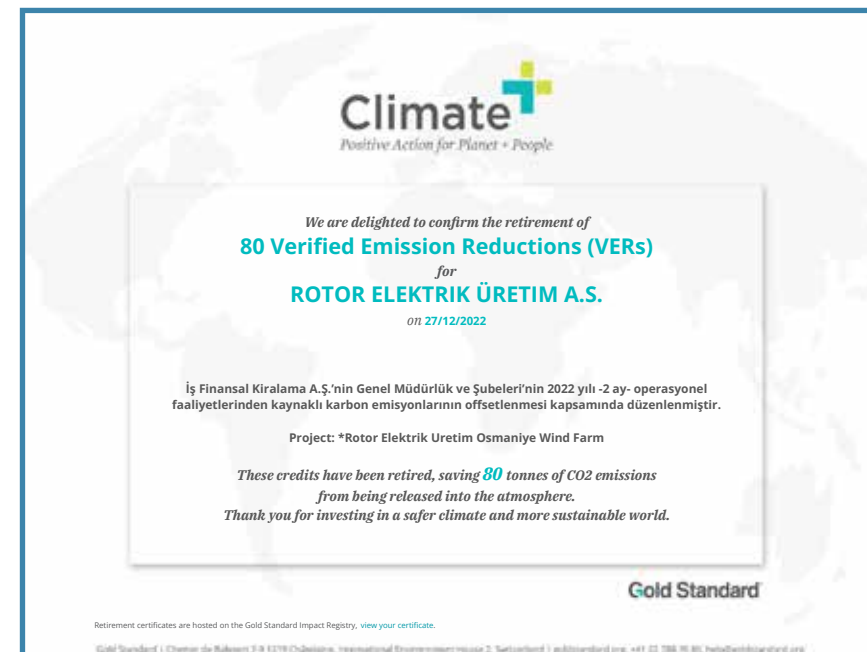 Climate
Positive Action for Planet + People
We are delighted to confirm the retirement of
80 Verified Emission Reductions (VERs)
for
ROTOR ELEKTRIK ÜRETIM A.S.
on 27/12/2022
İş Finansal Kiralama A.Ş.'nin Genel Müdürlük ve Şubeleri'nin 2022 yılı -2 ay- operasyonel
faaliyetlerinden kaynaklı karbon emisyonlarının offsetlenmesi kapsamında düzenlenmiştir.
Project: *Rotor Elektrik Uretim Osmaniye Wind Farm
These credits have been retired, saving 80 tonnes of CO2 emissions
from being released into the atmosphere.
Thank you for investing in a safer climate and more sustainable world.
Gold Standard
Retirement certificates are hosted on the Gold Standard Impact Registry, view your certificate.
Gold Standard